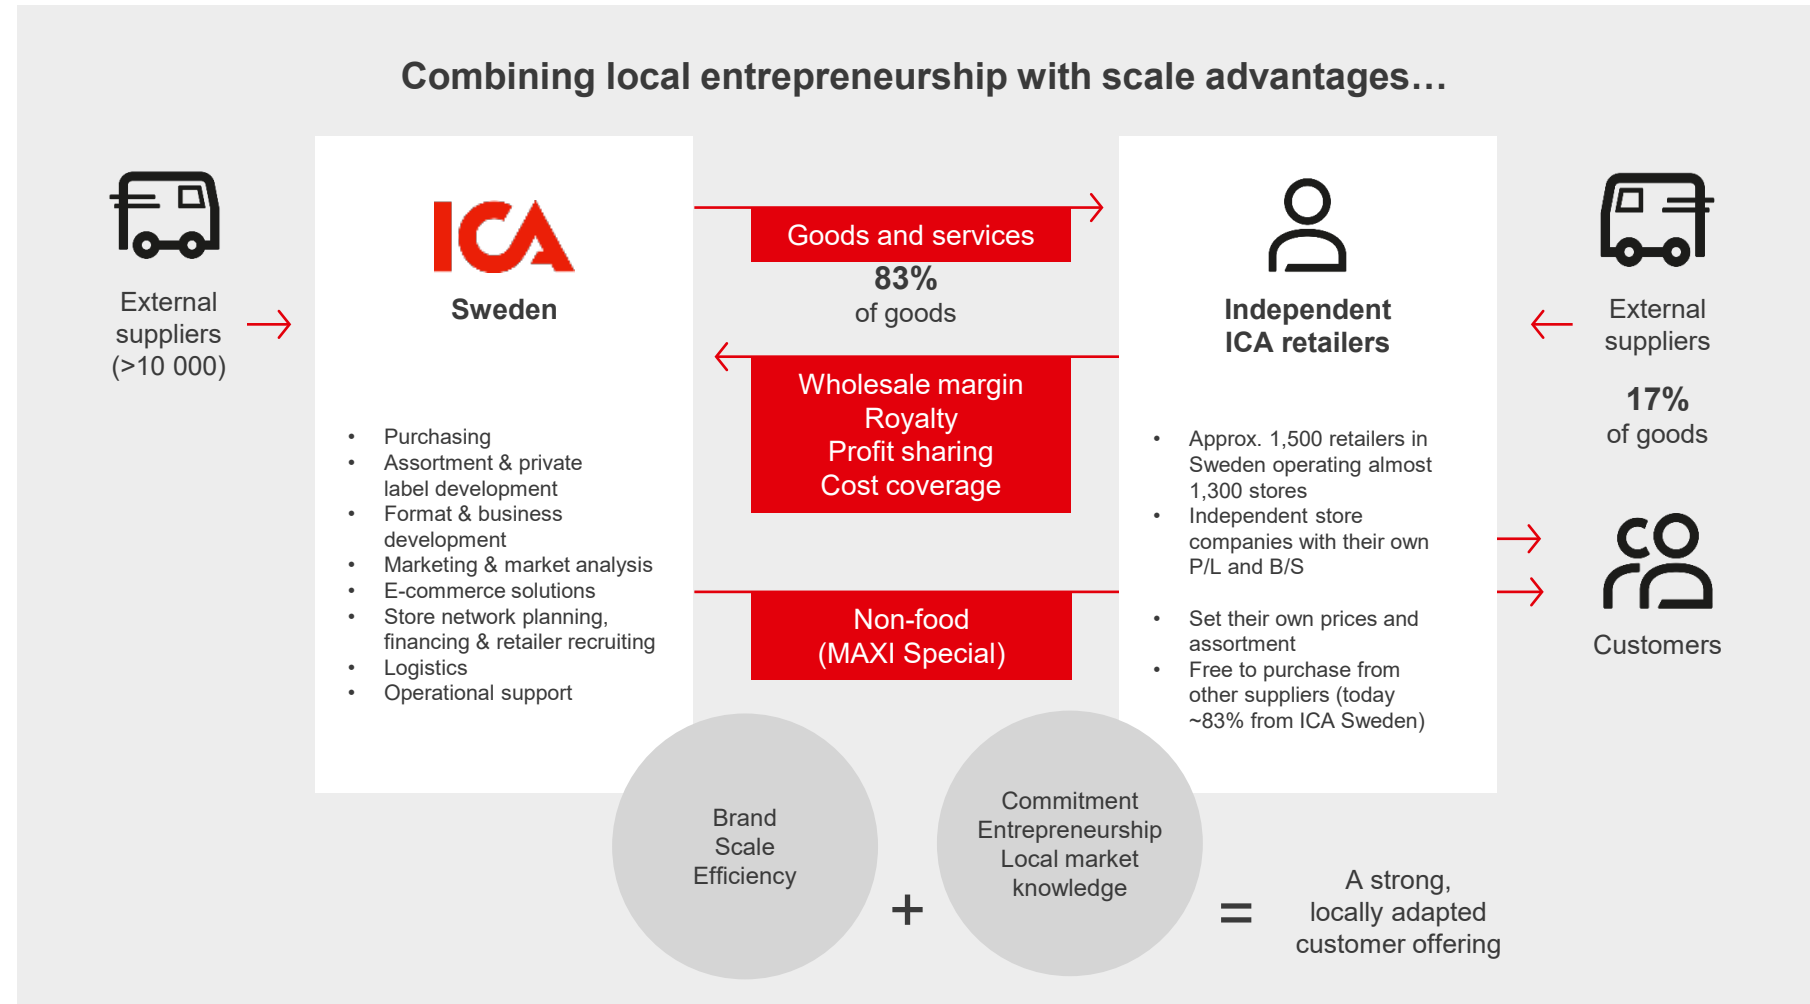 Combining local entrepreneurship with scale advantages…
External
suppliers
(>10 000)
ICA
Sweden
• Purchasing
• Assortment & private
label development
• Format & business
development
• Marketing & market analysis
• E-commerce solutions
• Store network planning,
financing & retailer recruiting
• Logistics
• Operational support
Goods and services
83%
of goods
Wholesale margin
Royalty
Profit sharing
Cost coverage
Non-food
(MAXI Special)
Independent
ICA retailers
• Approx. 1,500 retailers in
Sweden operating almost
1,300 stores
• Independent store
companies with their own
P/L and B/S
• Set their own prices and
assortment
• Free to purchase from
other suppliers (today
~83% from ICA Sweden)
External
suppliers
17%
of goods
Customers
Brand
Scale
Efficiency
+
Commitment
Entrepreneurship
Local market
knowledge
=
A strong,
locally adapted
customer offering